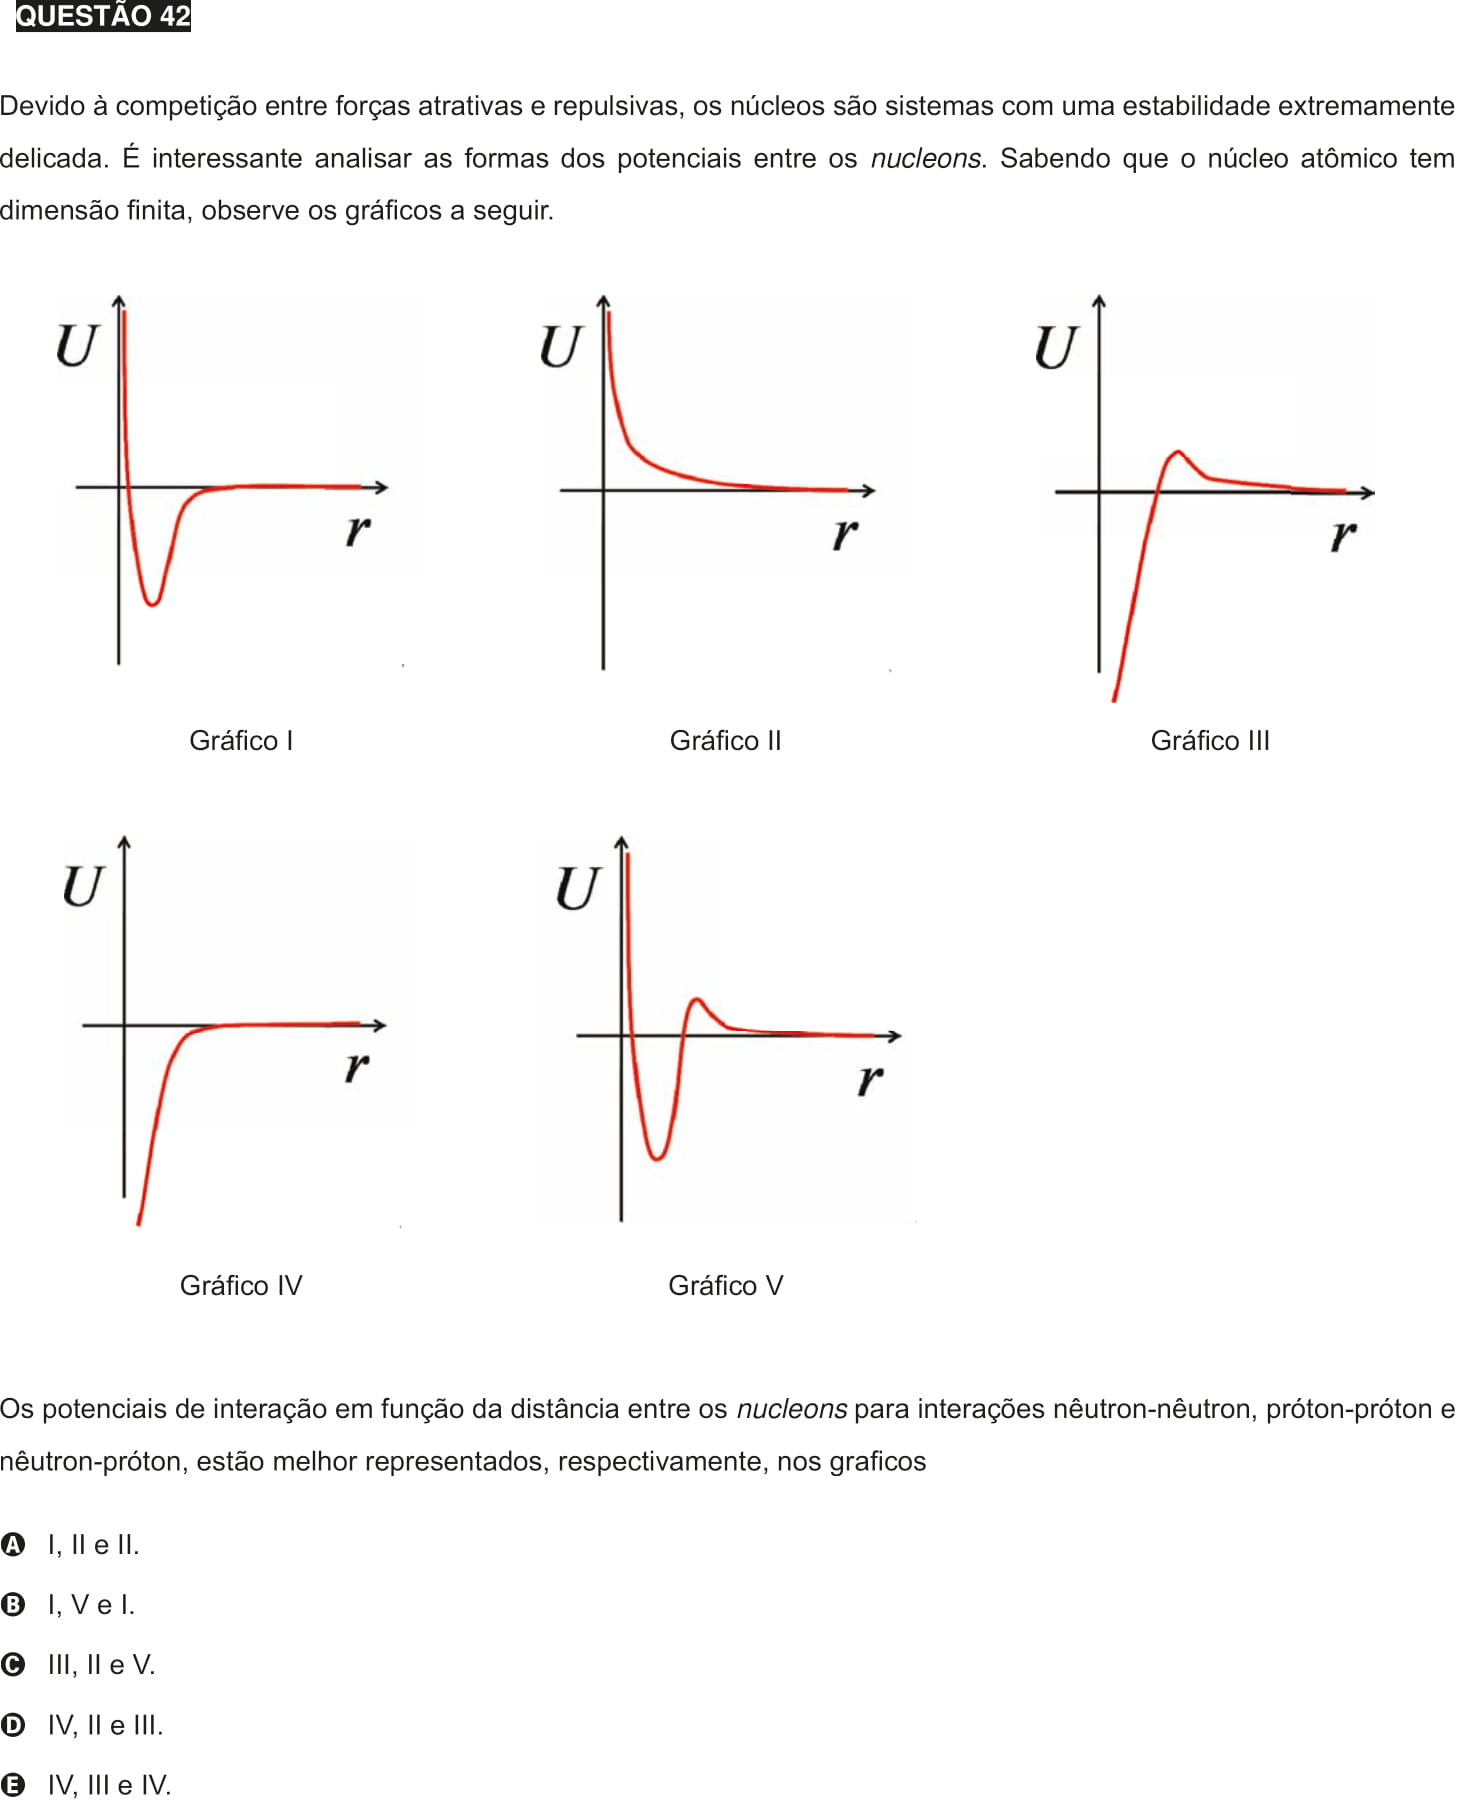 QUESTÃO 42
Devido à competição entre forças atrativas e repulsivas, os núcleos são sistemas com uma estabilidade extremamente
delicada. É interessante analisar as formas dos potenciais entre os nucleons. Sabendo que o núcleo atômico tem
dimensão finita, observe os gráficos a seguir.
U
r
Gráfico I
U
r
Gráfico II
U
r
Gráfico III
U
r
Gráfico IV
U
r
Gráfico V
Os potenciais de interação em função da distância entre os nucleons para interações nêutron-nêutron, próton-próton e
nêutron-próton, estão melhor representados, respectivamente, nos graficos
A I, II e II.
B I, V e I.
C III, II e V.
D IV, II e III.
E IV, III e IV.